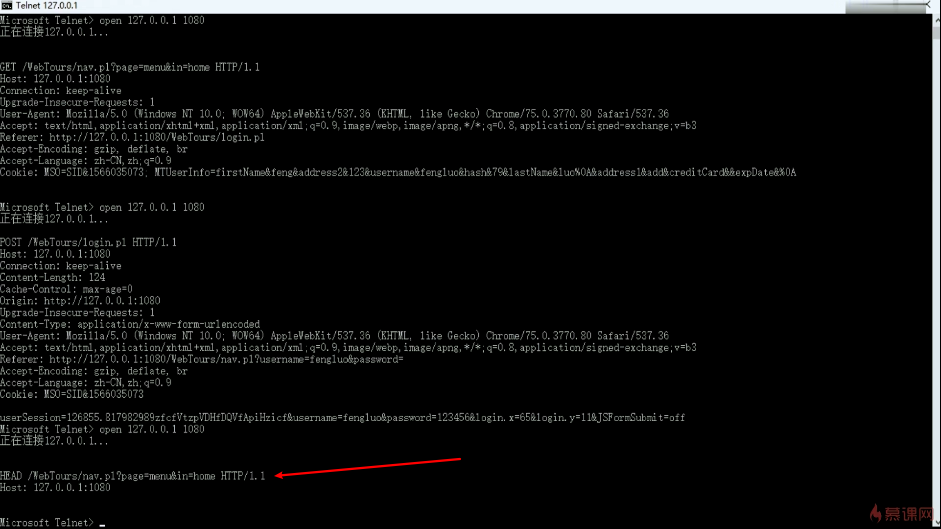 Telnet 127.0.0.1
Microsoft Telnet> open 127.0.0.1 1080
正在连接127.0.0.1...
GET /WebTours/nav.pl?page=menu&in=home HTTP/1.1
Host: 127.0.0.1:1080
Connection: keep-alive
Upgrade-Insecure-Requests: 1
User-Agent: Mozilla/5.0 (Windows NT 10.0; WOW64) AppleWebKit/537.36 (KHTML, like Gecko) Chrome/75.0.3770.80 Safari/537.36
Accept: text/html,application/xhtml+xml,application/xml;q=0.9,image/webp,image/apng,*/*;q=0.8,application/signed-exchange;v=b3
Referer: http://127.0.0.1:1080/WebTours/login.pl
Accept-Encoding: gzip, deflate, br
Accept-Language: zh-CN,zh;q=0.9
Cookie: MSO=SID&1566035073; MTUserInfo=firstName&feng&address2&123&username&fengluo&hash&79&lastName&luo%0A&address1&add&creditCard&&expDate&%0A
Microsoft Telnet> open 127.0.0.1 1080
正在连接127.0.0.1...
POST /WebTours/login.pl HTTP/1.1
Host: 127.0.0.1:1080
Connection: keep-alive
Content-Length: 124
Cache-Control: max-age=0
Origin: http://127.0.0.1:1080
Upgrade-Insecure-Requests: 1
Content-Type: application/x-www-form-urlencoded
User-Agent: Mozilla/5.0 (Windows NT 10.0; WOW64) AppleWebKit/537.36 (KHTML, like Gecko) Chrome/75.0.3770.80 Safari/537.36
Accept: text/html,application/xhtml+xml,application/xml;q=0.9,image/webp,image/apng,*/*;q=0.8,application/signed-exchange;v=b3
Referer: http://127.0.0.1:1080/WebTours/nav.pl?username=fengluo&password=
Accept-Encoding: gzip, deflate, br
Accept-Language: zh-CN,zh;q=0.9
Cookie: MSO=SID&1566035073
userSession=126855.817982989zfcfVtzpVDHfDQVfApiHzicf&username=fengluo&password=123456&login.x=65&login.y=11&JSFormSubmit=off
Microsoft Telnet> open 127.0.0.1 1080
正在连接127.0.0.1...
HEAD /WebTours/nav.pl?page=menu&in=home HTTP/1.1
Host: 127.0.0.1:1080
Microsoft Telnet> _
慕课网